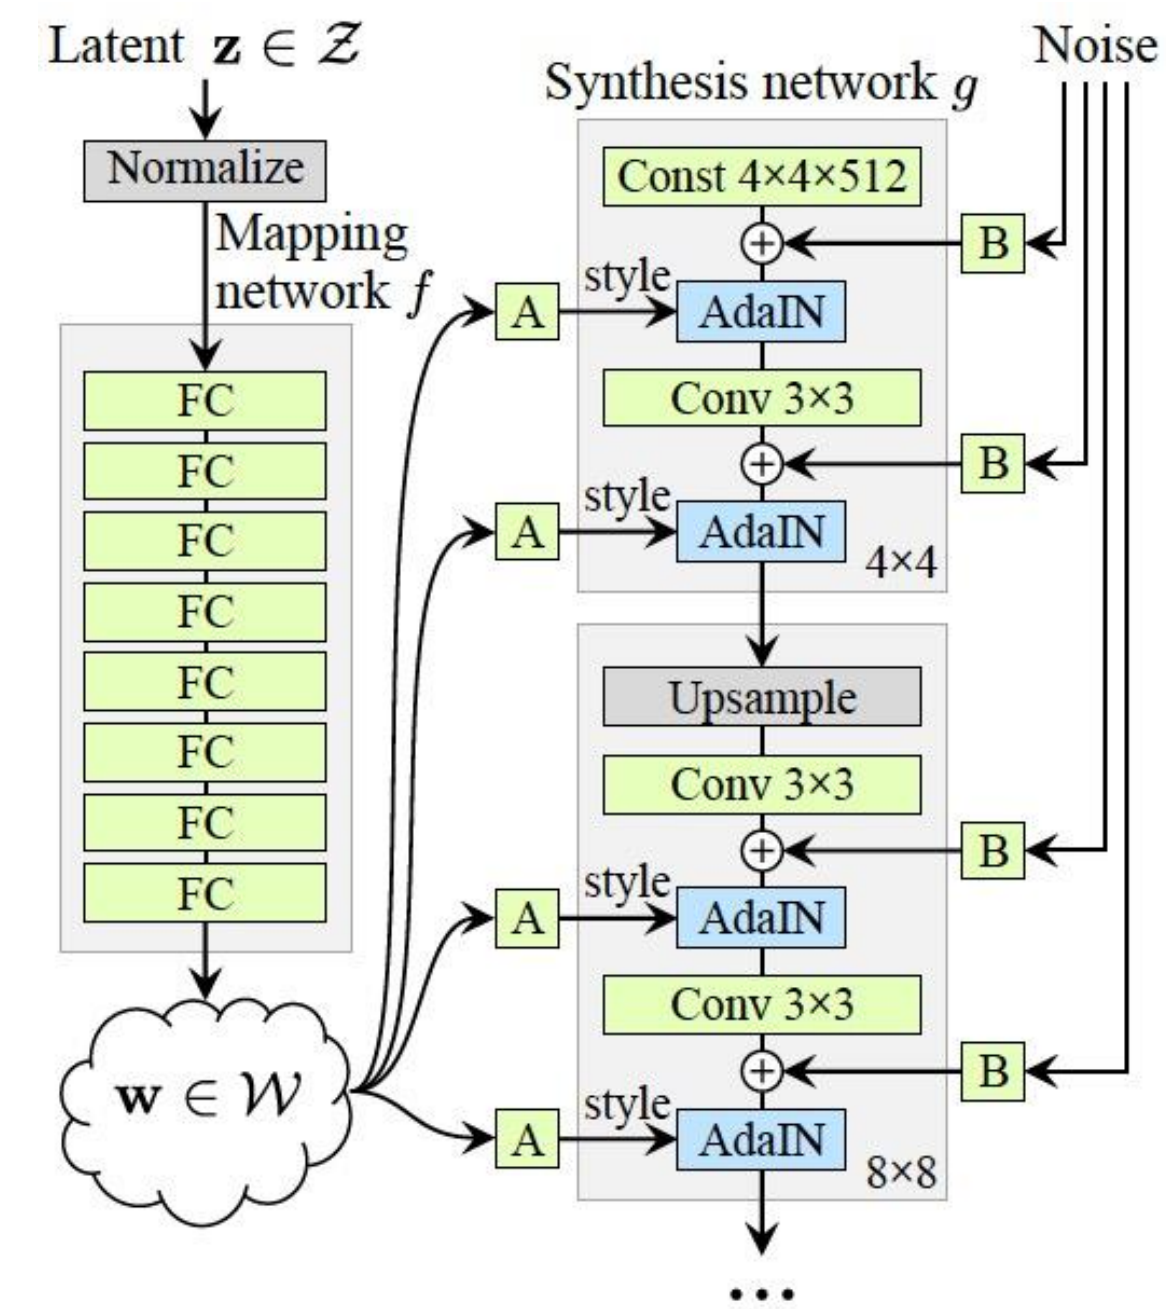 Latent z ∈ 𝒵
Normalize
Mapping
network f
FC
FC
FC
FC
FC
FC
FC
FC
w ∈ 𝒲
Synthesis network g
Noise
Const 4×4×512
B
style
A
AdaIN
Conv 3×3
B
style
A
AdaIN
4×4
Upsample
Conv 3×3
B
style
A
AdaIN
Conv 3×3
B
style
A
AdaIN
8×8
...